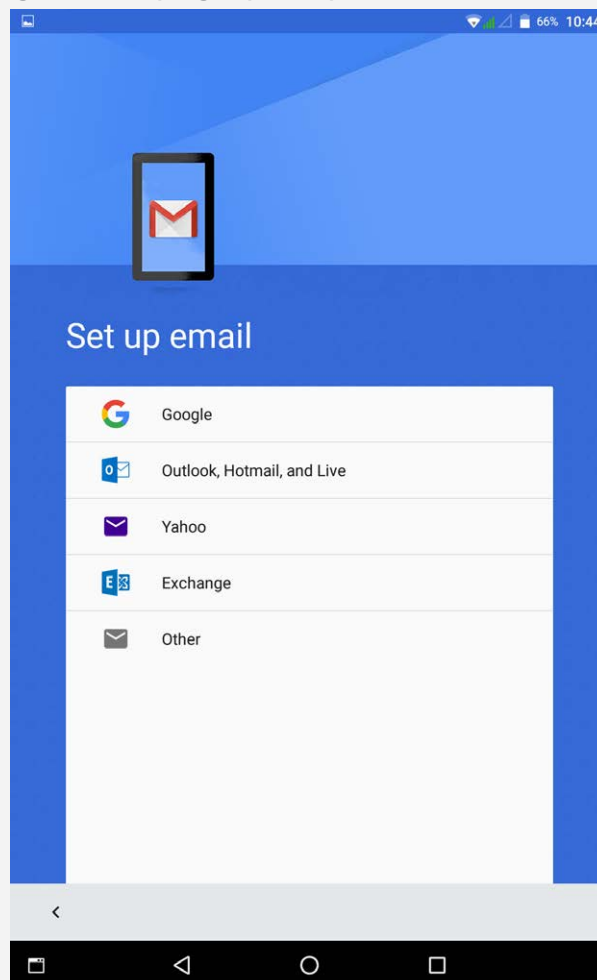 66% 10:44
Set up email
Google
Outlook, Hotmail, and Live
Yahoo
Exchange
Other